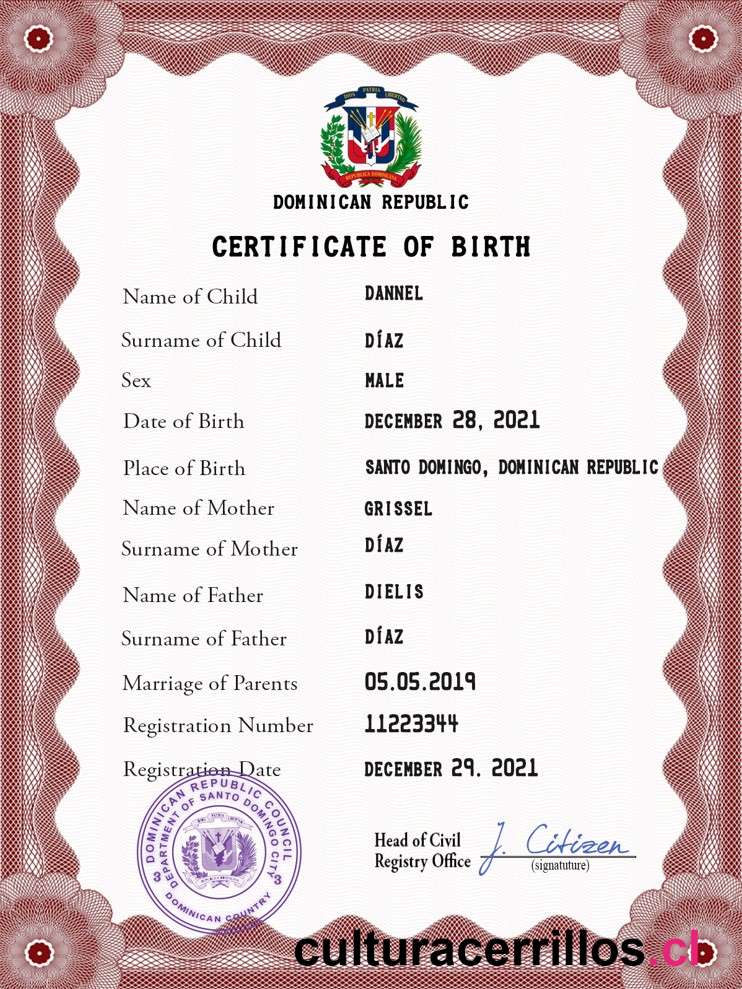 DIOS PATRIA LIBERTAD
REPUBLICA DOMINICANA
DOMINICAN REPUBLIC
CERTIFICATE OF BIRTH
Name of Child DANNEL
Surname of Child DÍAZ
Sex MALE
Date of Birth DECEMBER 28, 2021
Place of Birth SANTO DOMINGO, DOMINICAN REPUBLIC
Name of Mother GRISSEL
Surname of Mother DÍAZ
Name of Father DIELIS
Surname of Father DÍAZ
Marriage of Parents 05.05.2019
Registration Number 11223344
Registration Date DECEMBER 29. 2021
DOMINICAN REPUBLIC COUNCIL
DEPARTMENT OF SANTO DOMINGO CITY
3 3
DOMINICAN COUNTRY
Head of Civil J. Citizen
Registry Office (signatuture)
culturacerrillos.cl